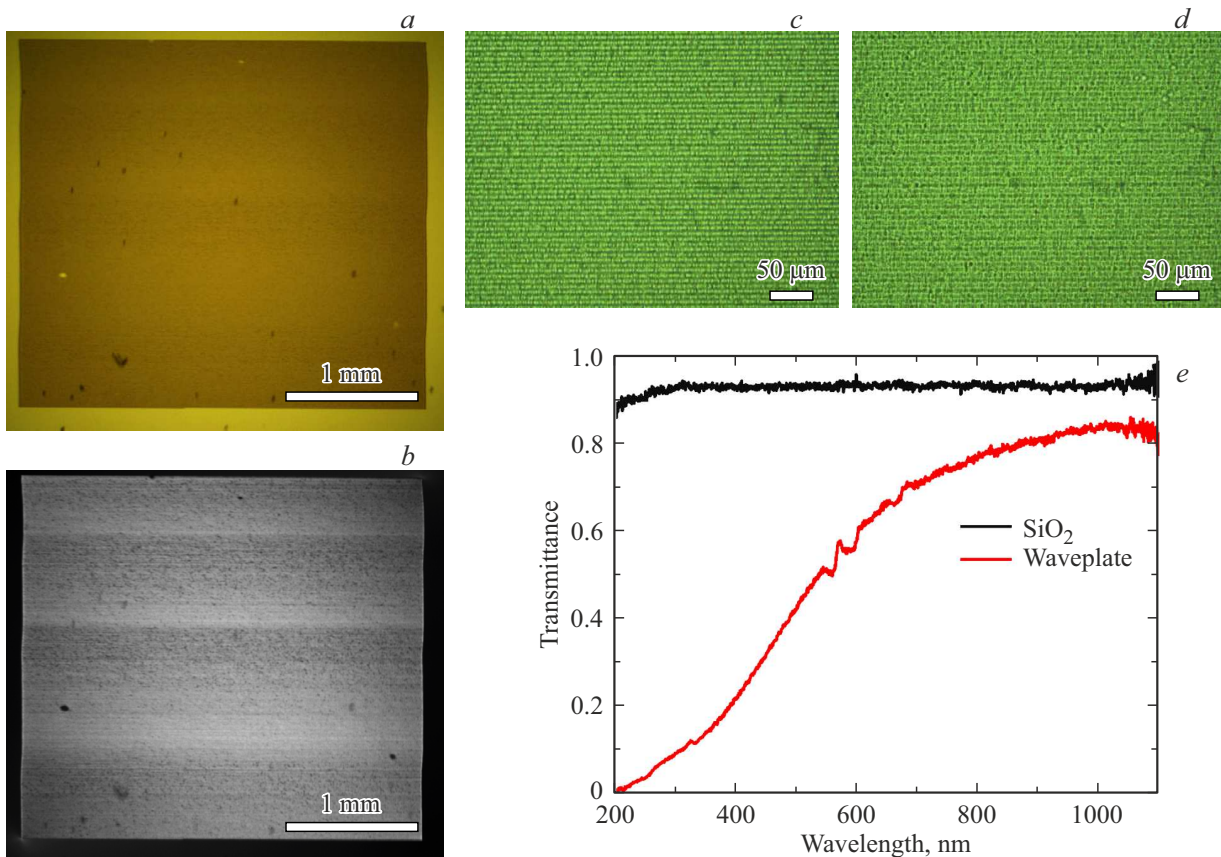 a
1 mm
b
1 mm
c
50 µm
d
50 µm
e
1.0
0.8
0.6
0.4
0.2
0
Transmittance
SiO₂
Waveplate
200
400
600
800
1000
Wavelength, nm